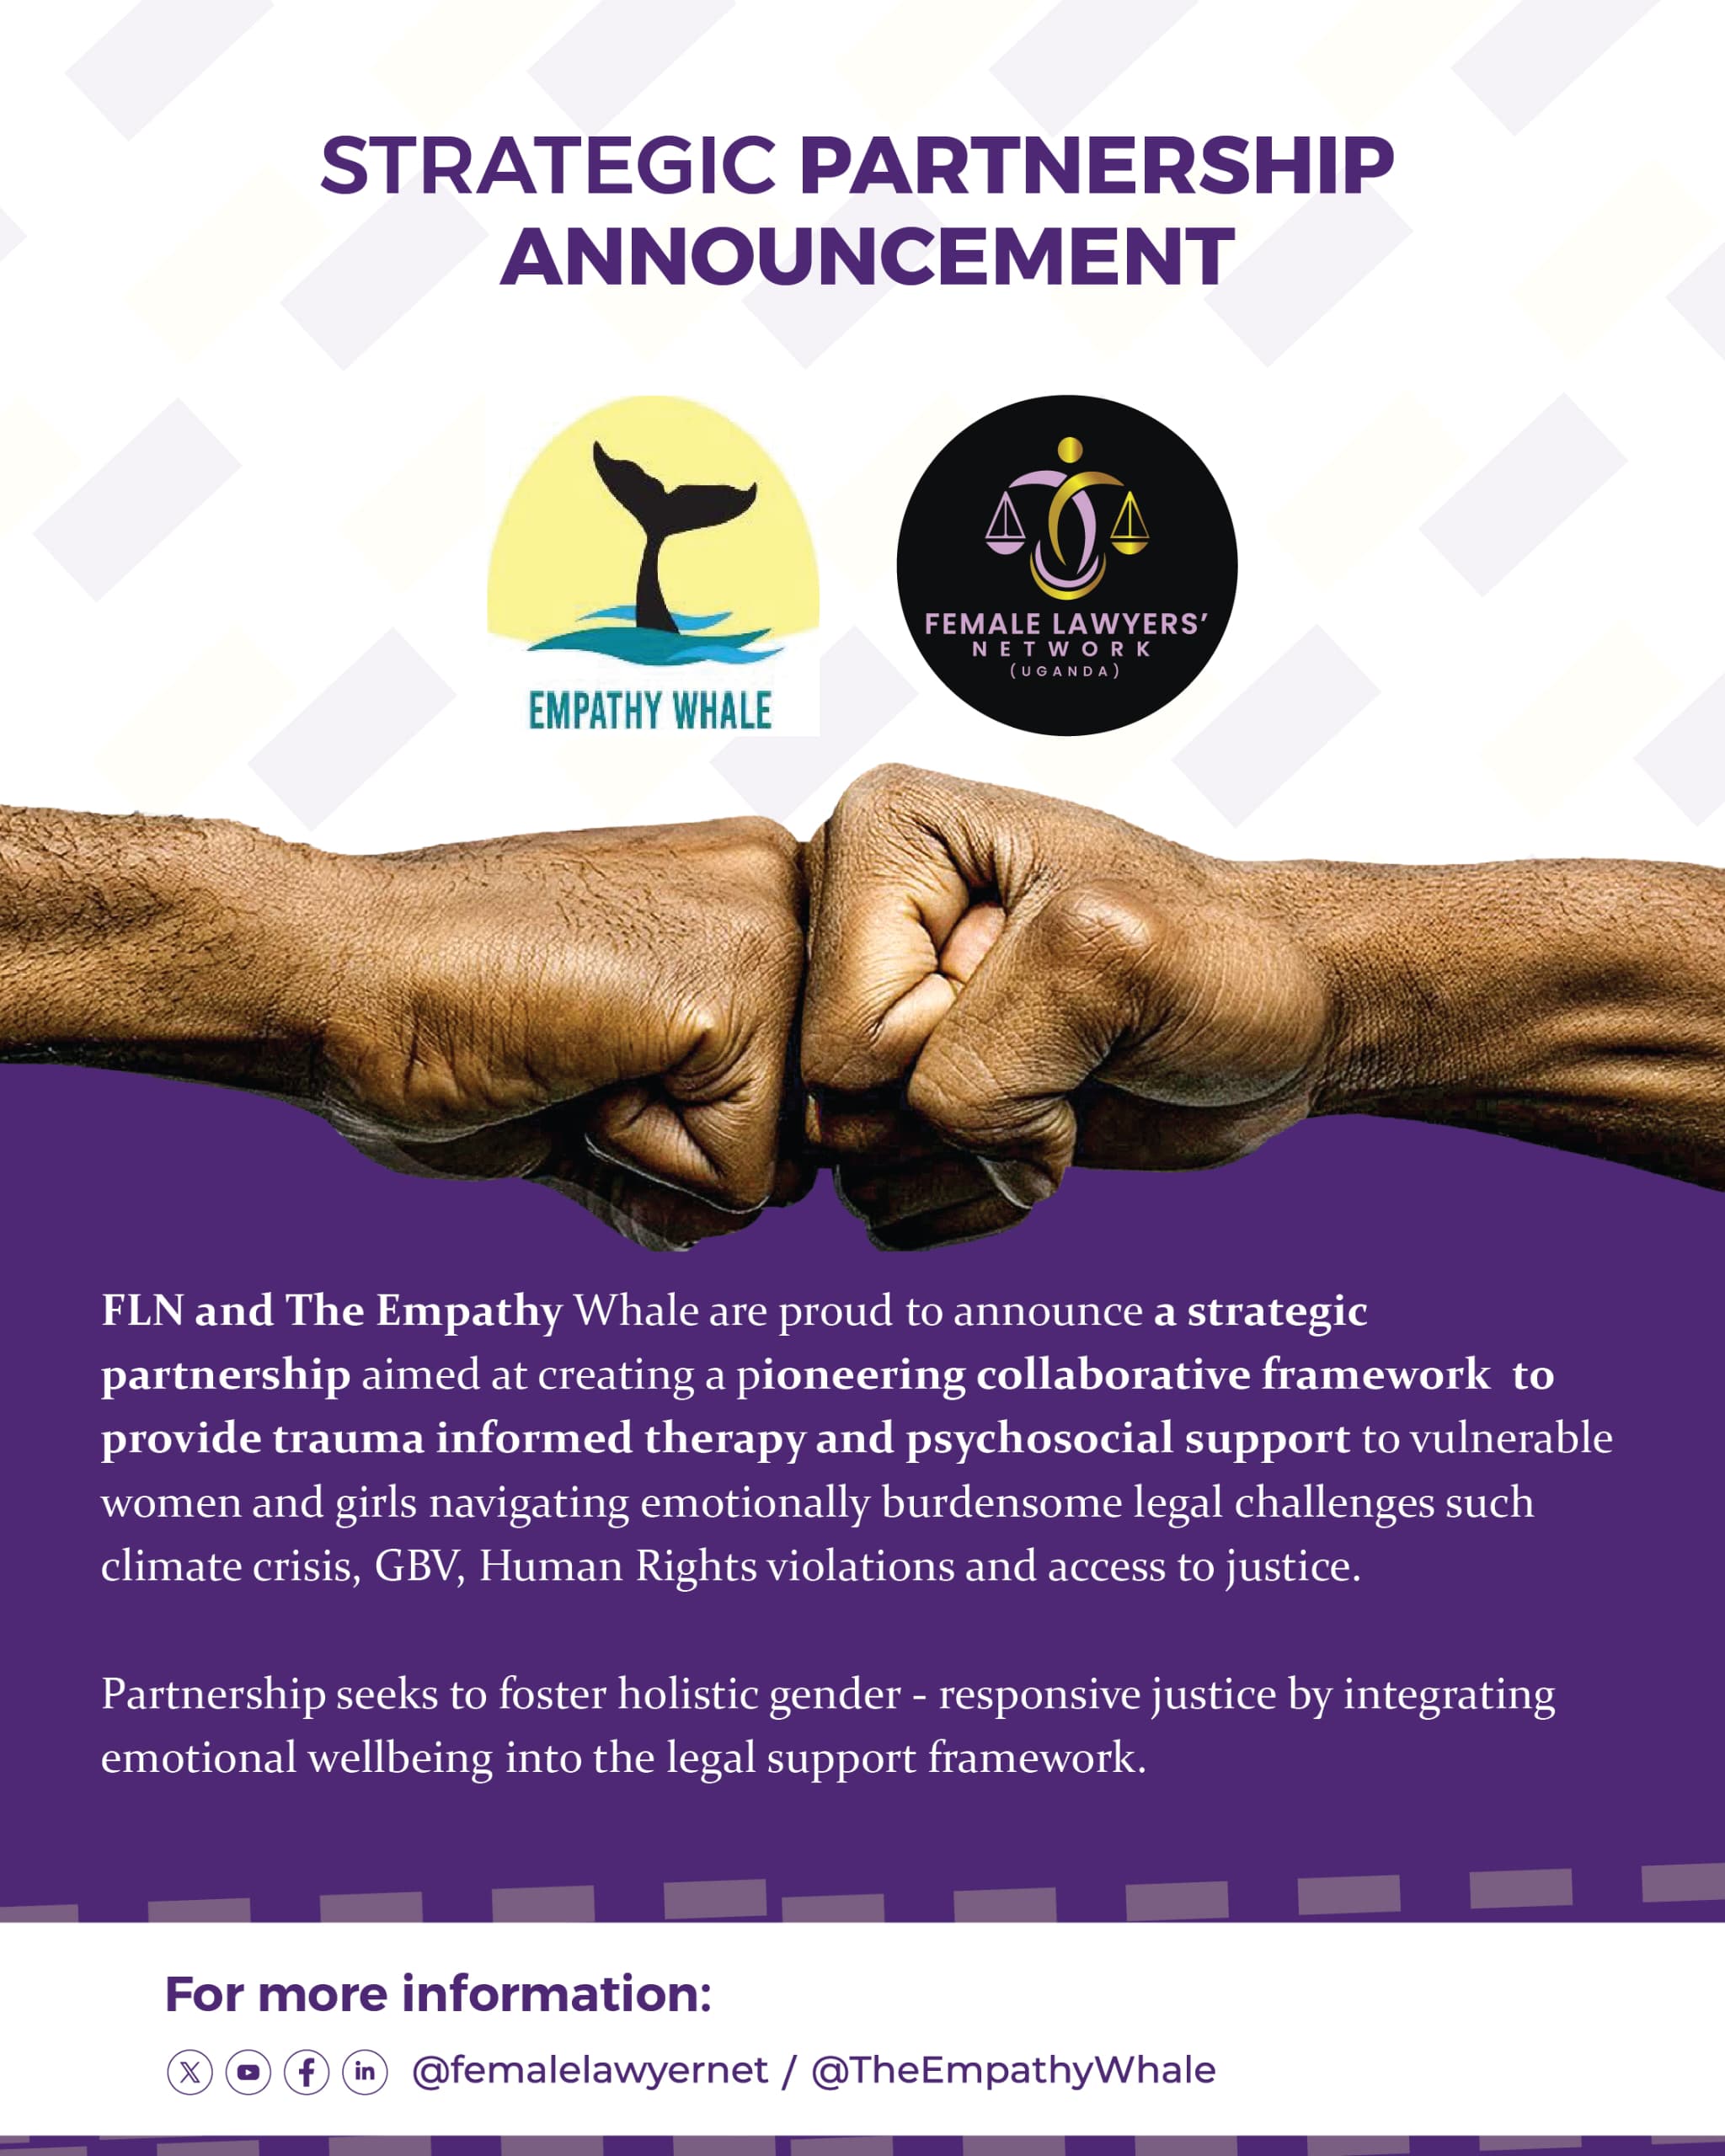 STRATEGIC PARTNERSHIP
ANNOUNCEMENT
EMPATHY WHALE
FEMALE LAWYERS'
NETWORK
(UGANDA)
FLN and The Empathy Whale are proud to announce a strategic
partnership aimed at creating a pioneering collaborative framework to
provide trauma informed therapy and psychosocial support to vulnerable
women and girls navigating emotionally burdensome legal challenges such
climate crisis, GBV, Human Rights violations and access to justice.
Partnership seeks to foster holistic gender - responsive justice by integrating
emotional wellbeing into the legal support framework.
For more information:
@femalelawyernet / @TheEmpathyWhale